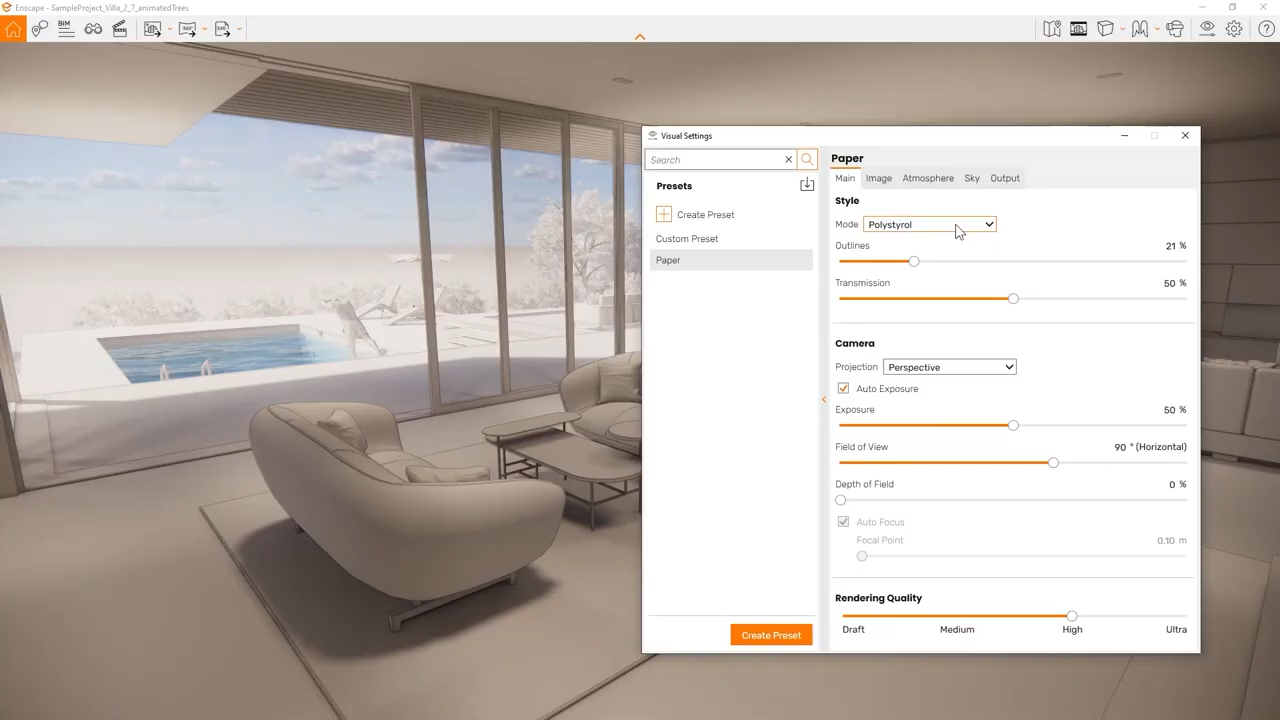 Enscape - SampleProject_Villa_2_7_animatedTrees
BIM
360°
EXE
Visual Settings
Search
Presets
Create Preset
Custom Preset
Paper
Create Preset
Paper
Main Image Atmosphere Sky Output
Style
Mode Polystyrol
Outlines 21 %
Transmission 50 %
Camera
Projection Perspective
Auto Exposure
Exposure 50 %
Field of View 90 ° (Horizontal)
Depth of Field 0 %
Auto Focus
Focal Point 0.10 m
Rendering Quality
Draft Medium High Ultra